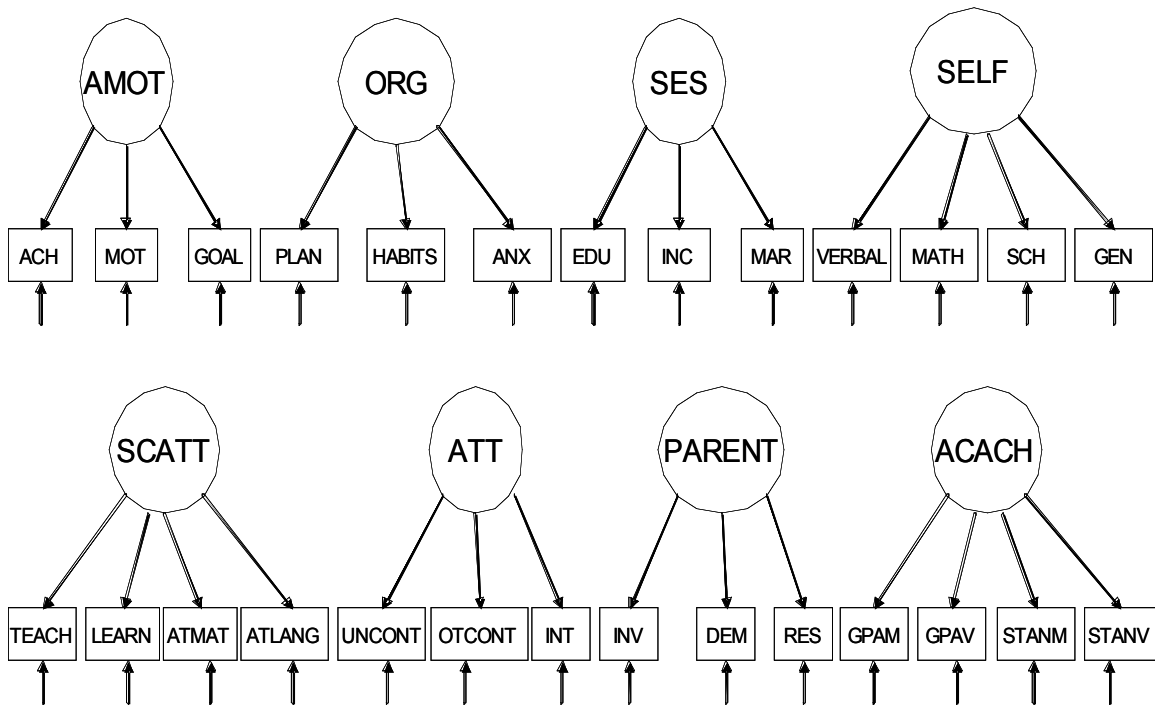 AMOT ORG SES SELF
ACH MOT GOAL PLAN HABITS ANX EDU INC MAR VERBAL MATH SCH GEN
SCATT ATT PARENT ACACH
TEACH LEARN ATMAT ATLANG UNCONT OTCONT INT INV DEM RES GPAM GPAV STANM STANV